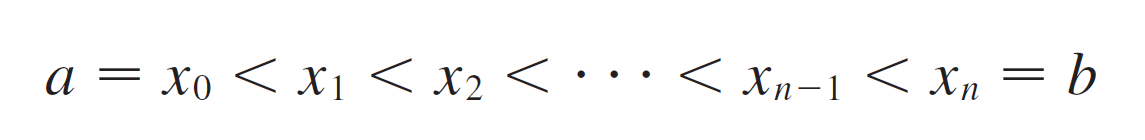 a = x₀ < x₁ < x₂ < · · · < xₙ₋₁ < xₙ = b